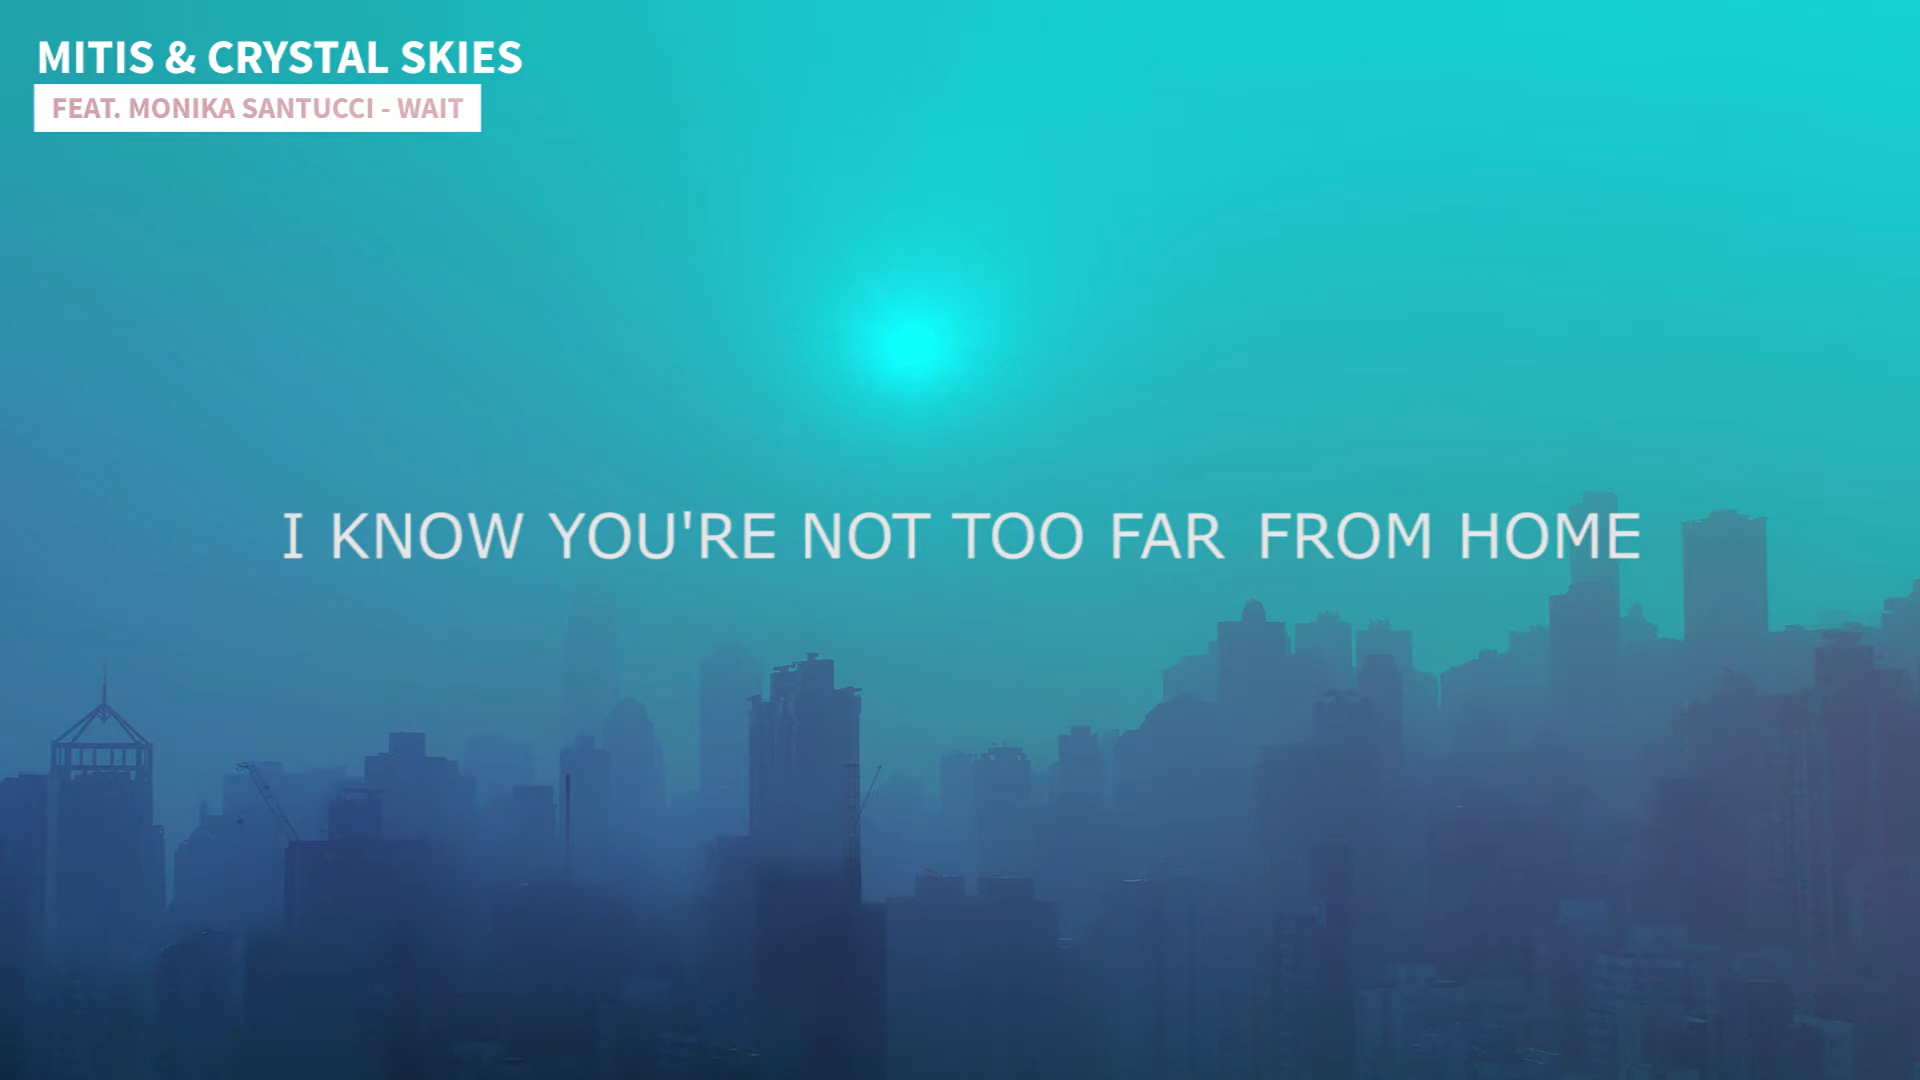 MITIS & CRYSTAL SKIES
FEAT. MONIKA SANTUCCI - WAIT
I KNOW YOU'RE NOT TOO FAR FROM HOME